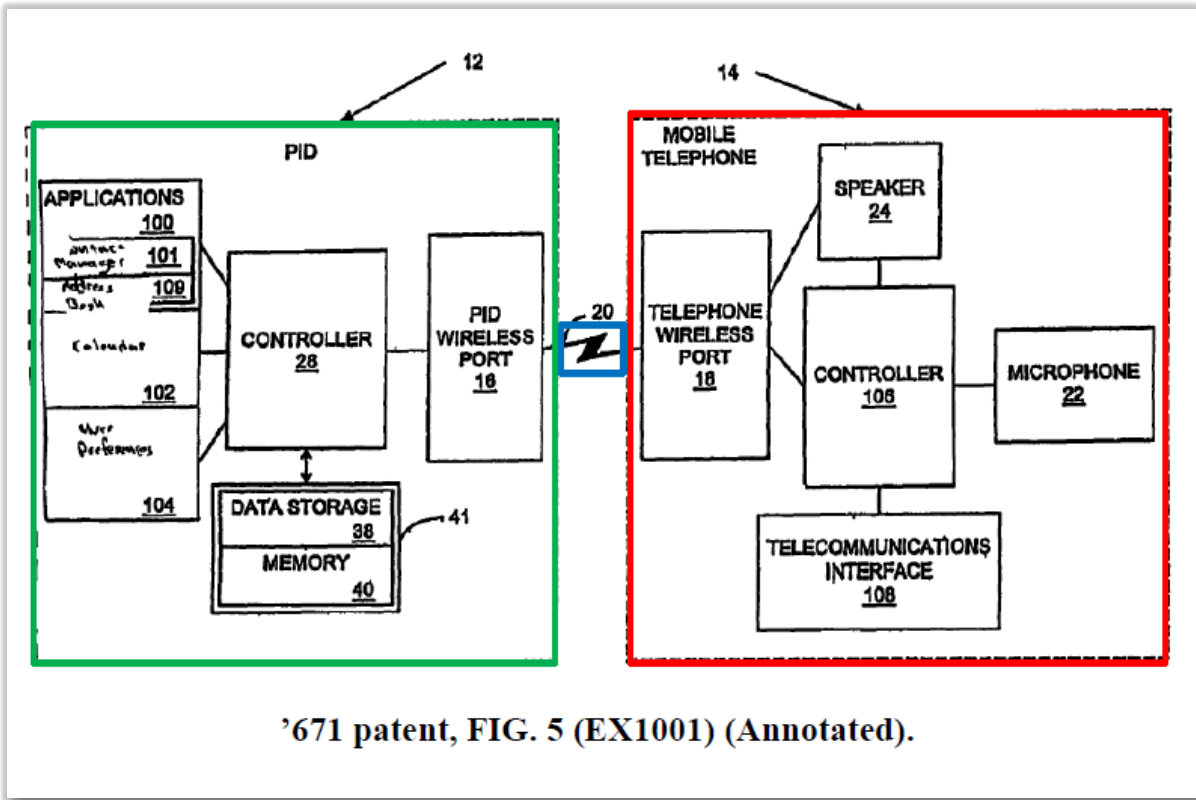 12
14
PID
MOBILE
TELEPHONE
APPLICATIONS
100
Manager
101
Address
Book
109
Calendar
102
User
Preferences
104
CONTROLLER
28
PID
WIRELESS
PORT
16
20
DATA STORAGE
38
MEMORY
40
41
TELEPHONE
WIRELESS
PORT
18
SPEAKER
24
CONTROLLER
106
MICROPHONE
22
TELECOMMUNICATIONS
INTERFACE
108
’671 patent, FIG. 5 (EX1001) (Annotated).